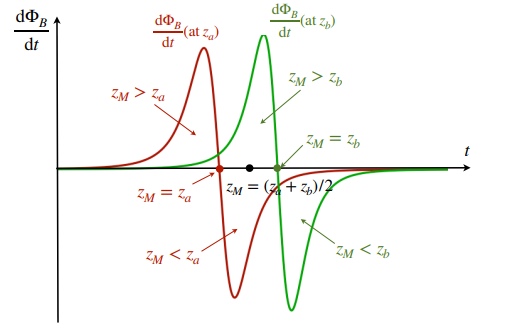 dΦ_B/dt
dΦ_B/dt (at z_a)
dΦ_B/dt (at z_b)
z_M > z_a
z_M > z_b
z_M = z_b
t
z_M = z_a
z_M = (z_a + z_b)/2
z_M < z_a
z_M < z_b